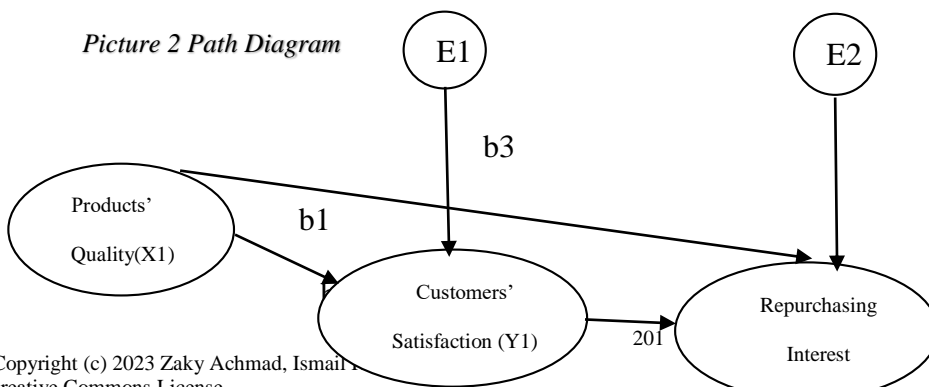 Picture 2 Path Diagram
E1
E2
b3
Products’
Quality(X1)
b1
Customers’
Satisfaction (Y1)
Repurchasing
Interest
201
Copyright (c) 2023 Zaky Achmad, Ismail
Creative Commons License